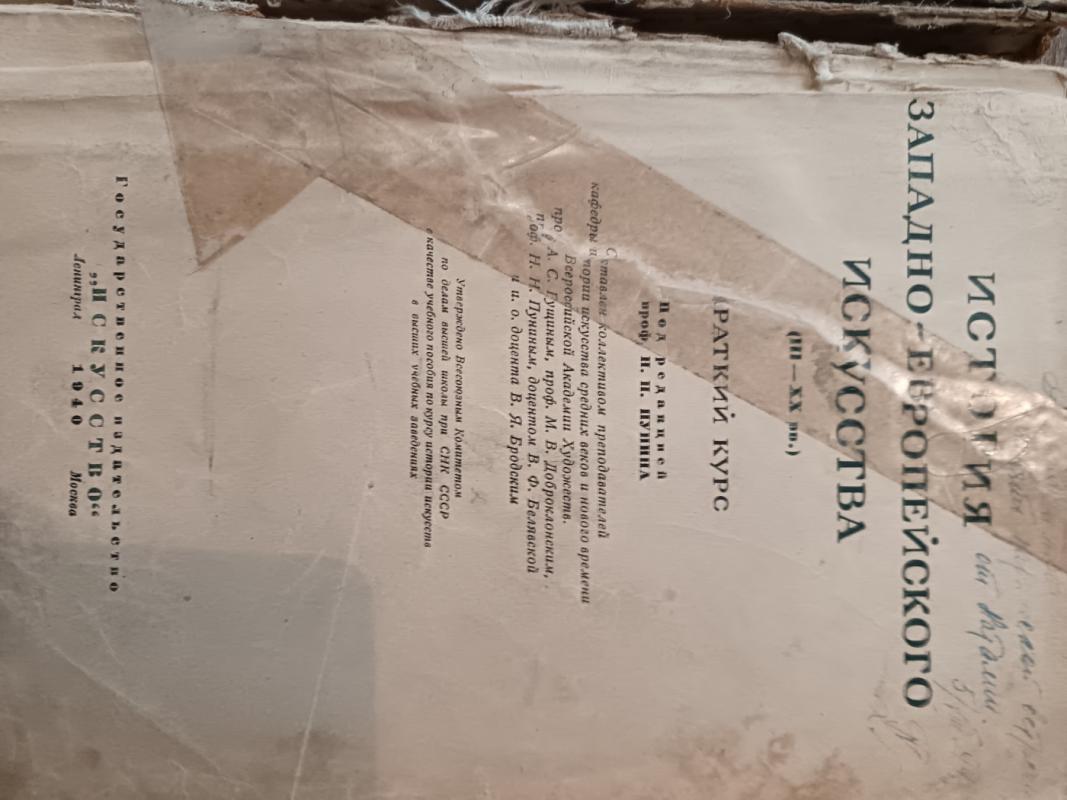 от
ИСТОРИЯ
ЗАПАДНО-ЕВРОПЕЙСКОГО
ИСКУССТВА
(III—XX вв.)
КРАТКИЙ КУРС
Под редакцией
проф. Н. Н. ПУНИНА
Составлен коллективом преподавателей
кафедры истории искусства средних веков и нового времени
Всероссийской Академии Художеств.
проф. А. С. Гущиным, проф. М. В. Доброклонским,
проф. Н. Н. Пуниным, доцентом В. Ф. Белявской
и и. о. доцента В. Я. Бродским
Утверждено Всесоюзным Комитетом
по делам высшей школы при СНК СССР
в качестве учебного пособия по курсу истории искусств
в высших учебных заведениях
Государственное издательство
„ИСКУССТВО“
Ленинград 1940 Москва